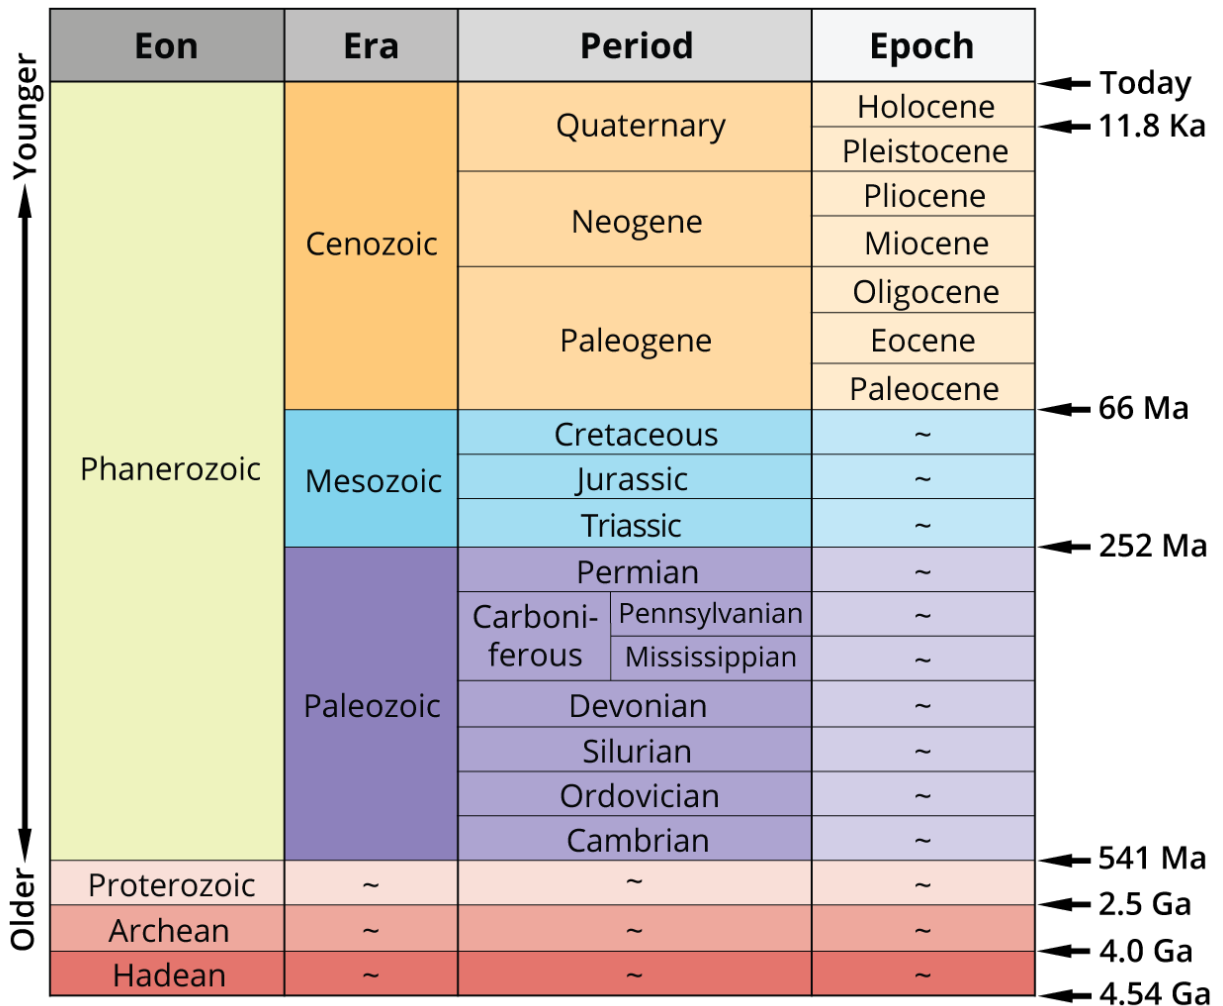 Eon Era Period Epoch
Younger
Older
Today
Holocene
Quaternary
11.8 Ka
Pleistocene
Pliocene
Neogene
Cenozoic
Miocene
Oligocene
Paleogene
Eocene
Paleocene
66 Ma
Cretaceous ~
Phanerozoic
Mesozoic
Jurassic ~
Triassic ~
252 Ma
Permian ~
Carboni-
ferous
Pennsylvanian ~
Mississippian ~
Paleozoic
Devonian ~
Silurian ~
Ordovician ~
Cambrian ~
541 Ma
Proterozoic ~ ~ ~
2.5 Ga
Archean ~ ~ ~
4.0 Ga
Hadean ~ ~ ~
4.54 Ga